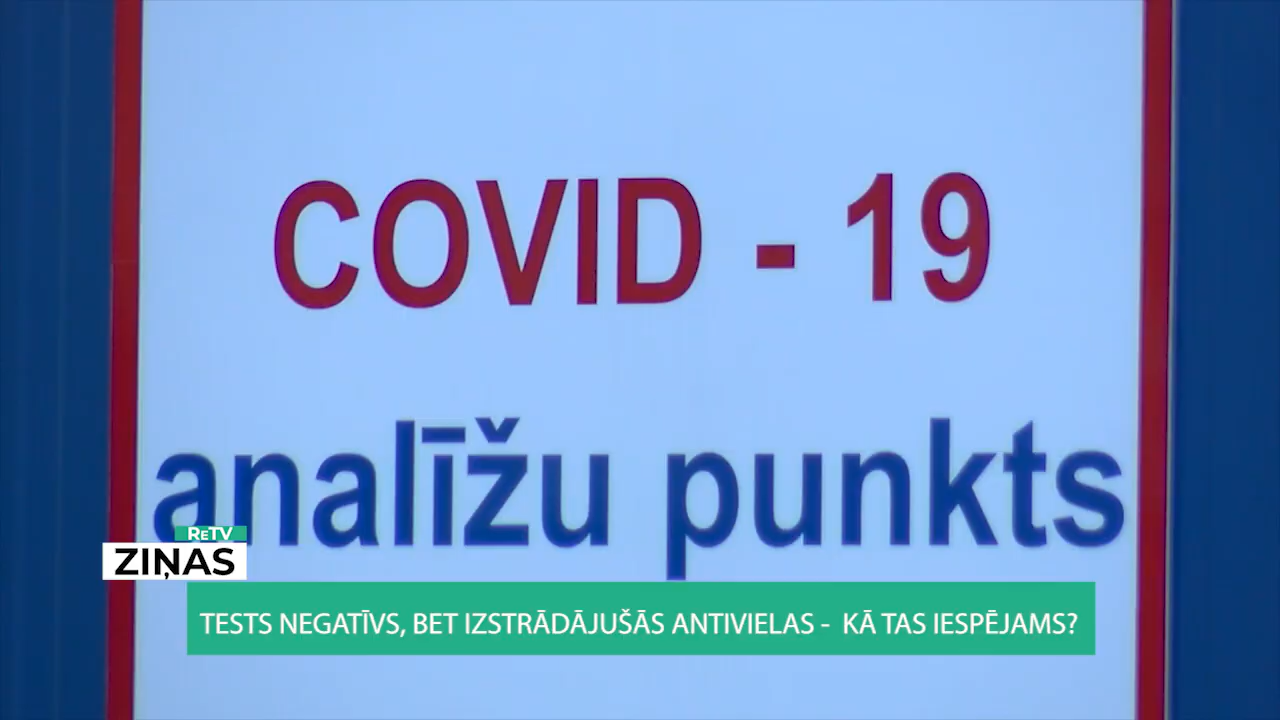 COVID - 19
analīžu punkts
ReTV
ZIŅAS
TESTS NEGATĪVS, BET IZSTRĀDĀJUŠĀS ANTIVIELAS - KĀ TAS IESPĒJAMS?